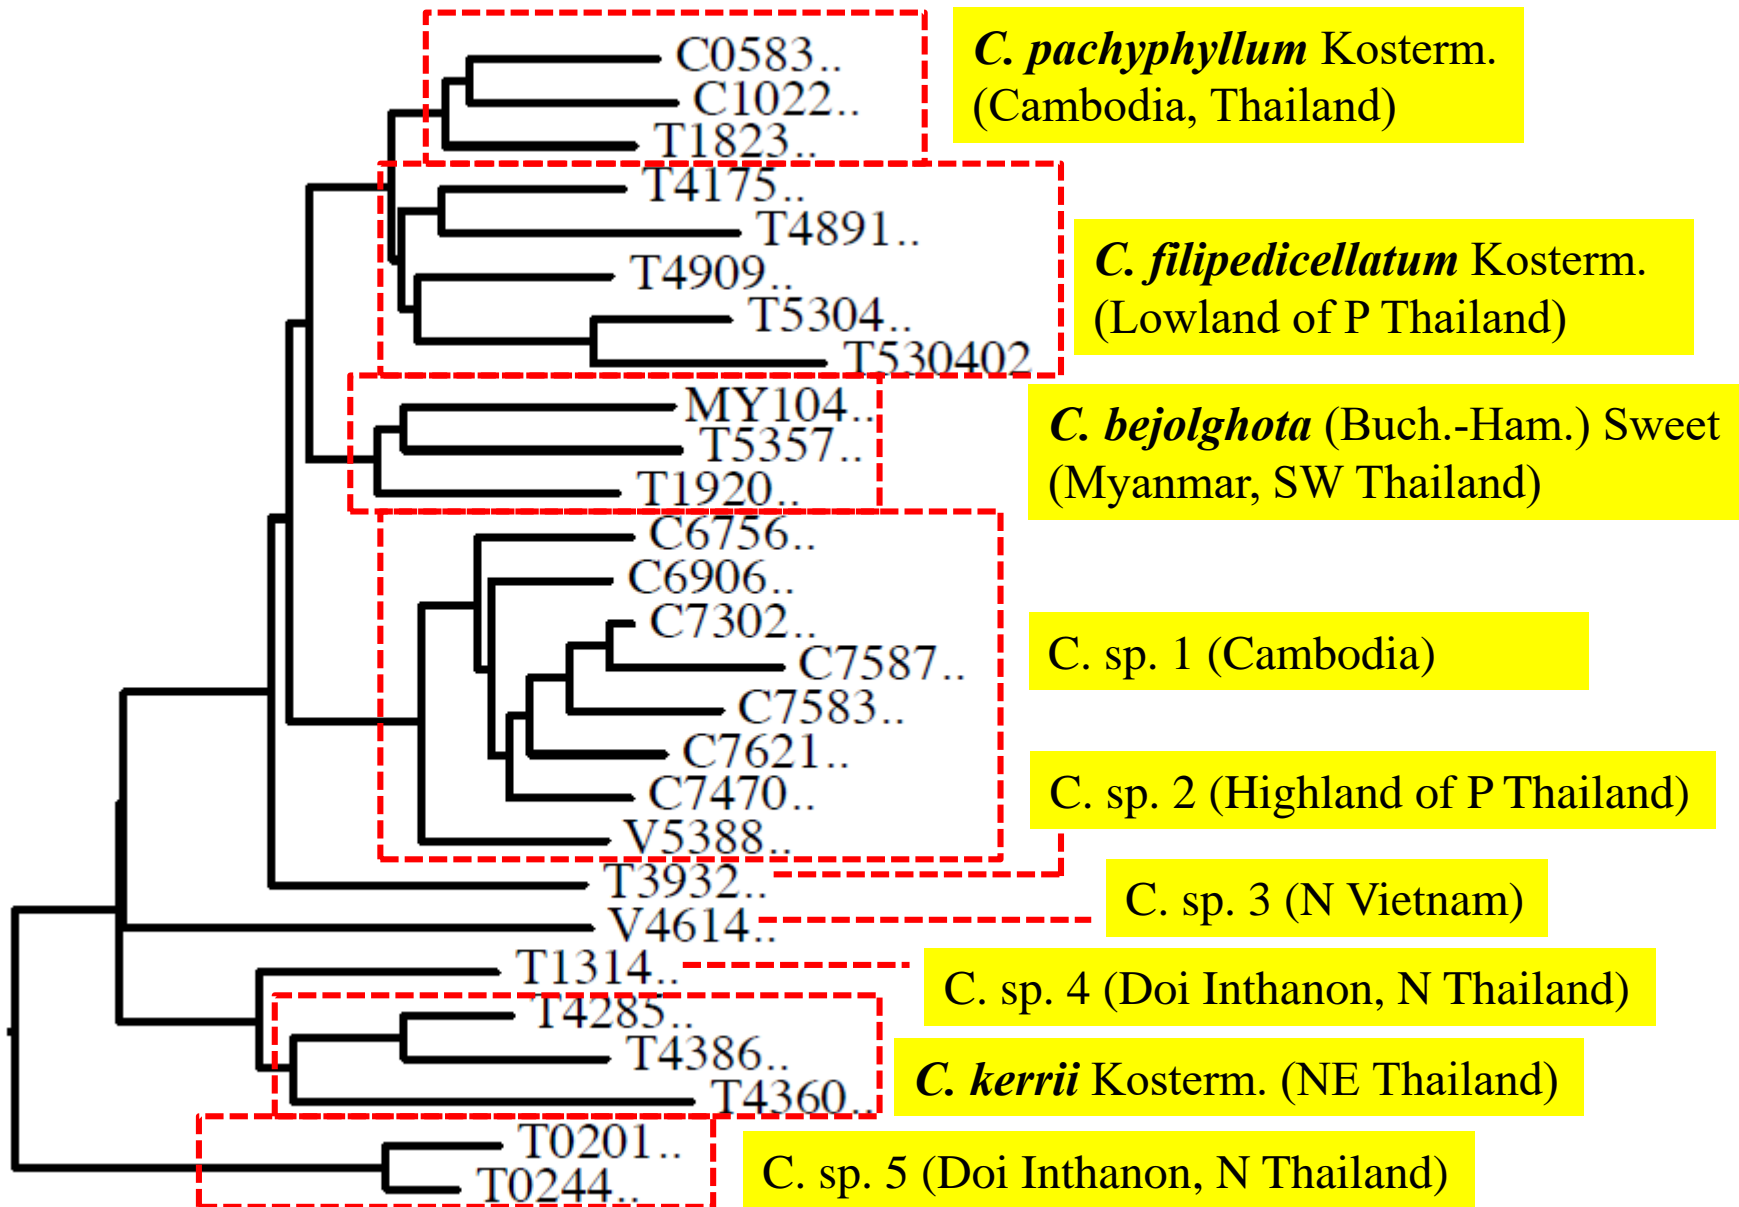 C0583..
C1022..
T1823..
C. pachyphyllum Kosterm.
(Cambodia, Thailand)
T4175..
T4891..
T4909..
T5304..
T530402
C. filipedicellatum Kosterm.
(Lowland of P Thailand)
MY104..
T5357..
T1920..
C. bejolghota (Buch.-Ham.) Sweet
(Myanmar, SW Thailand)
C6756..
C6906..
C7302..
C7587..
C7583..
C7621..
C7470..
V5388..
C. sp. 1 (Cambodia)
T3932..
C. sp. 2 (Highland of P Thailand)
V4614..
C. sp. 3 (N Vietnam)
T1314..
C. sp. 4 (Doi Inthanon, N Thailand)
T4285..
T4386..
T4360..
C. kerrii Kosterm. (NE Thailand)
T0201..
T0244..
C. sp. 5 (Doi Inthanon, N Thailand)